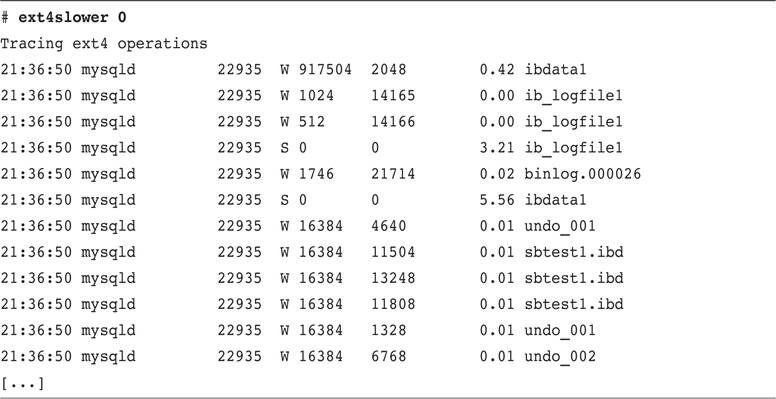 # ext4slower 0
Tracing ext4 operations
21:36:50 mysqld 22935 W 917504 2048 0.42 ibdata1
21:36:50 mysqld 22935 W 1024 14165 0.00 ib_logfile1
21:36:50 mysqld 22935 W 512 14166 0.00 ib_logfile1
21:36:50 mysqld 22935 S 0 0 3.21 ib_logfile1
21:36:50 mysqld 22935 W 1746 21714 0.02 binlog.000026
21:36:50 mysqld 22935 S 0 0 5.56 ibdata1
21:36:50 mysqld 22935 W 16384 4640 0.01 undo_001
21:36:50 mysqld 22935 W 16384 11504 0.01 sbtest1.ibd
21:36:50 mysqld 22935 W 16384 13248 0.01 sbtest1.ibd
21:36:50 mysqld 22935 W 16384 11808 0.01 sbtest1.ibd
21:36:50 mysqld 22935 W 16384 1328 0.01 undo_001
21:36:50 mysqld 22935 W 16384 6768 0.01 undo_002
[...]